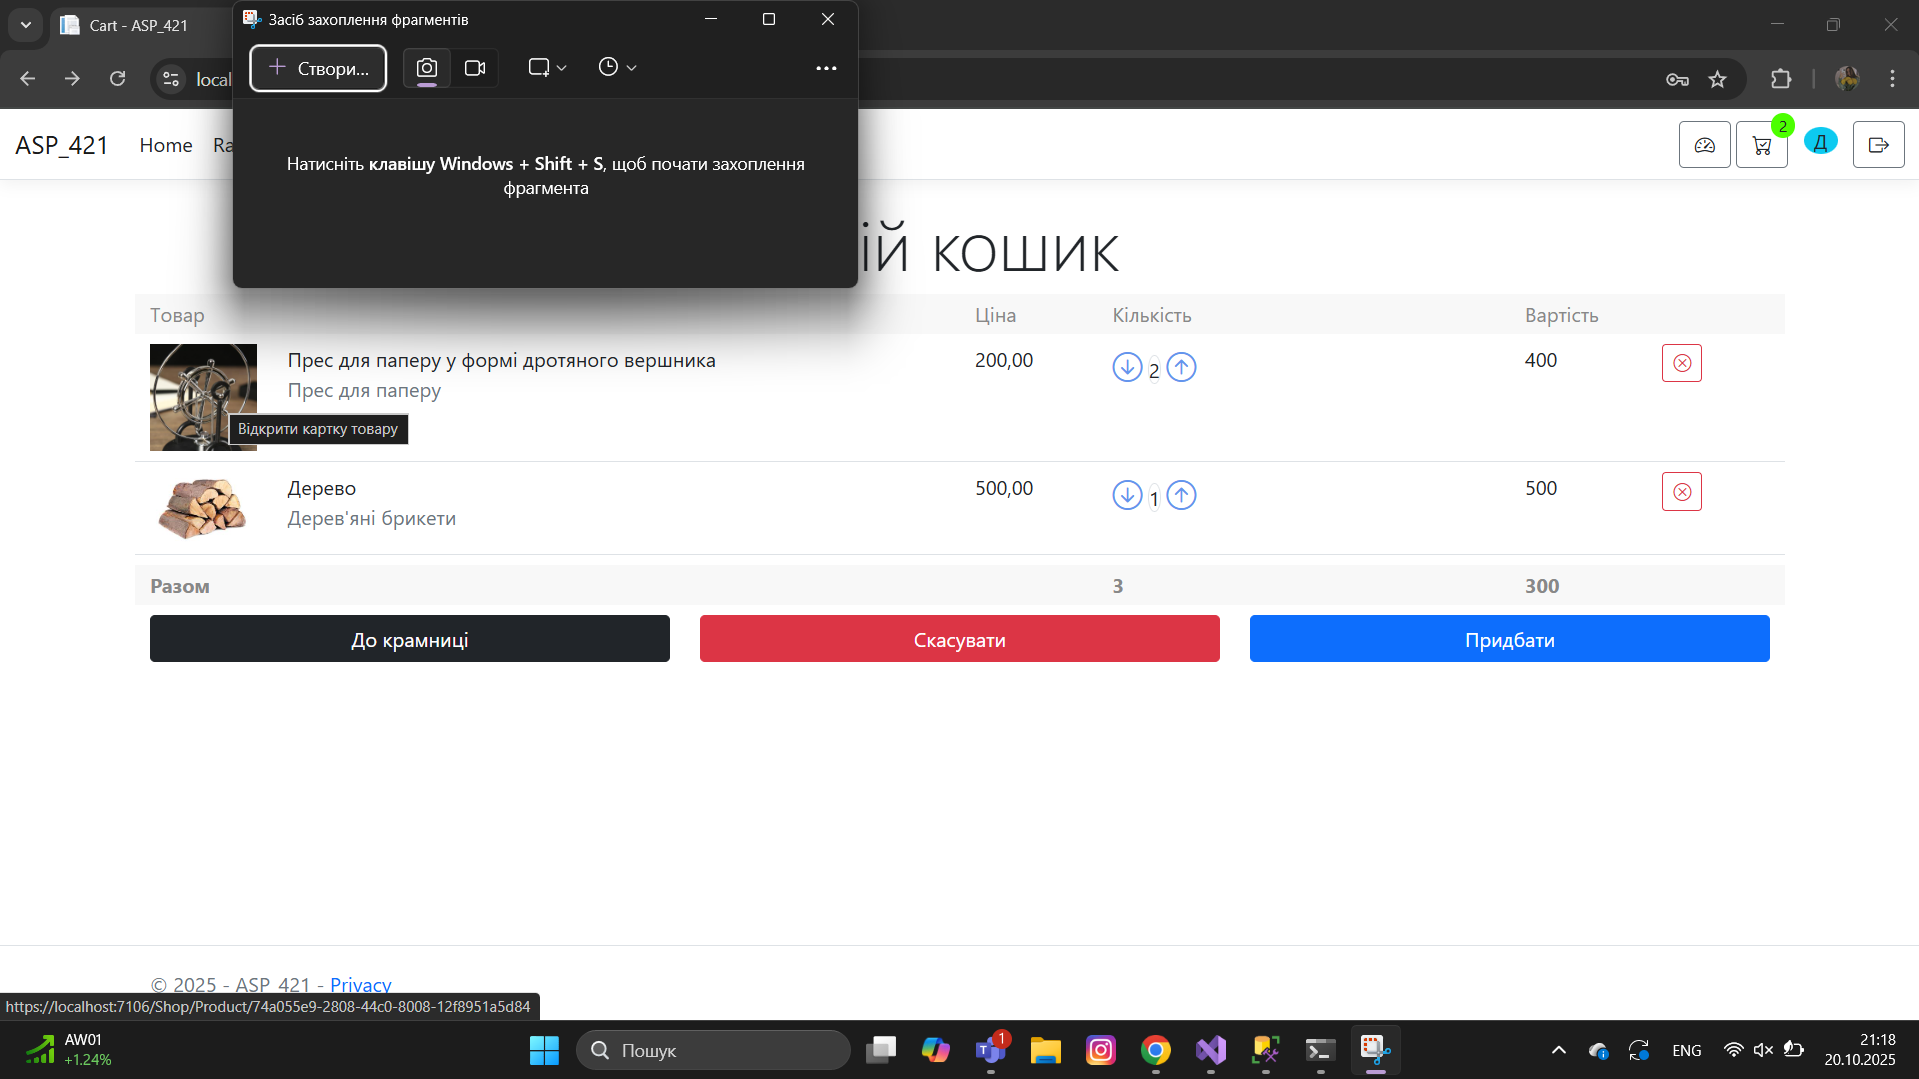 Cart - ASP_421
Засіб захоплення фрагментів
Створи...
local
Натисніть клавішу Windows + Shift + S, щоб почати захоплення
фрагмента
ASP_421
Home
Ra
2
Д
ій кошик
Товар
Ціна
Кількість
Вартість
Прес для паперу у формі дротяного вершника
200,00
2
400
Прес для паперу
Відкрити картку товару
Дерево
500,00
1
500
Дерев'яні брикети
Разом
3
300
До крамниці
Скасувати
Придбати
© 2025 - ASP_421 - Privacy
https://localhost:7106/Shop/Product/74a055e9-2808-44c0-8008-12f8951a5d84
AW01
+1.24%
Пошук
1
ENG
21:18
20.10.2025